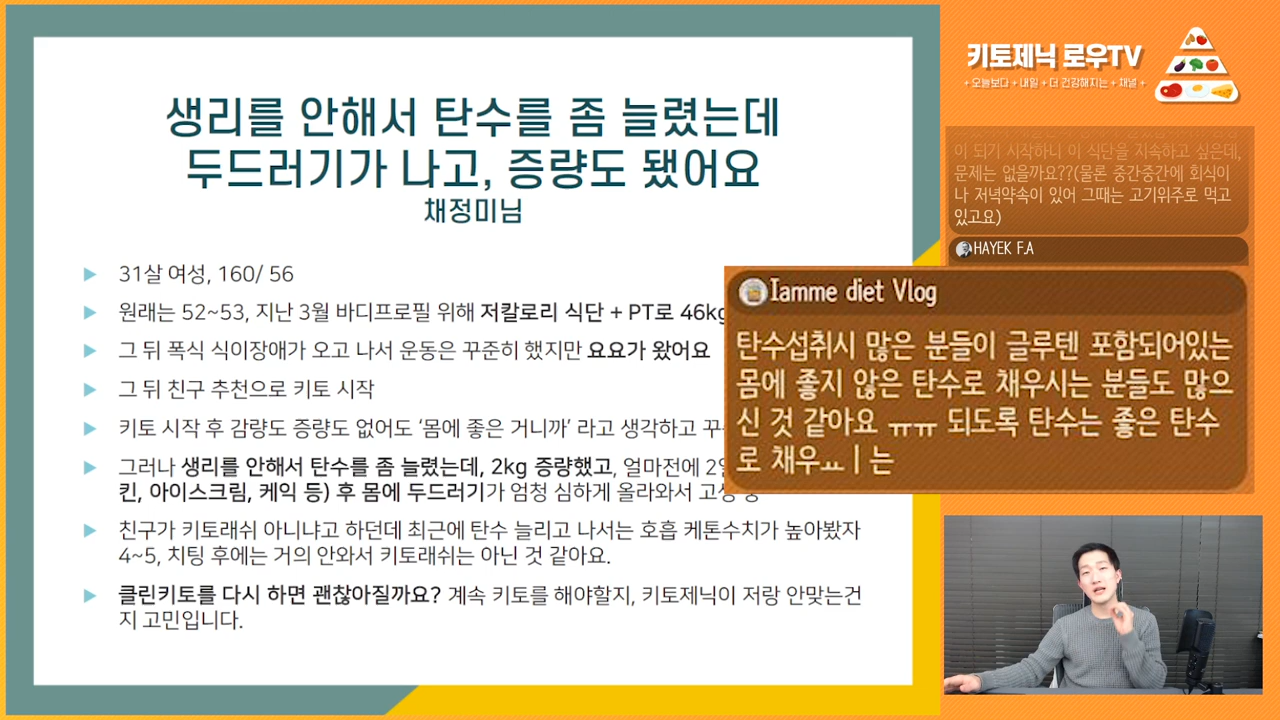 생리를 안해서 탄수를 좀 늘렸는데
두드러기가 나고, 증량도 됐어요
채정미님
31살 여성, 160/ 56
원래는 52~53, 지난 3월 바디프로필 위해 저칼로리 식단 + PT로 46kg
그 뒤 폭식 식이장애가 오고 나서 운동은 꾸준히 했지만 요요가 왔어요
그 뒤 친구 추천으로 키토 시작
키토 시작 후 감량도 증량도 없어도 ‘몸에 좋은 거니까’ 라고 생각하고
그러나 생리를 안해서 탄수를 좀 늘렸는데, 2kg 증량했고, 얼마전에
킨, 아이스크림, 케익 등) 후 몸에 두드러기가 엄청 심하게 올라와서
친구가 키토래쉬 아니냐고 하던데 최근에 탄수 늘리고 나서는 호흡 케톤수치가 높아봤자
4~5, 치팅 후에는 거의 안와서 키토래쉬는 아닌 것 같아요.
클린키토를 다시 하면 괜찮아질까요? 계속 키토를 해야할지, 키토제닉이 저랑 안맞는건
지 고민입니다.
키토제닉 로우TV
+ 오늘보다 + 내일 + 더 건강해지는 + 채널 +
이 되기 시작하니 이 식단을 지속하고 싶은데,
문제는 없을까요??(물론 중간중간에 회식이
나 저녁약속이 있어 그때는 고기위주로 먹고
있고요)
HAYEK F.A
Iamme diet Vlog
탄수섭취시 많은 분들이 글루텐 포함되어있는
몸에 좋지 않은 탄수로 채우시는 분들도 많으
신 것 같아요 ㅠㅠ 되도록 탄수는 좋은 탄수
로 채우ㅛㅣ는